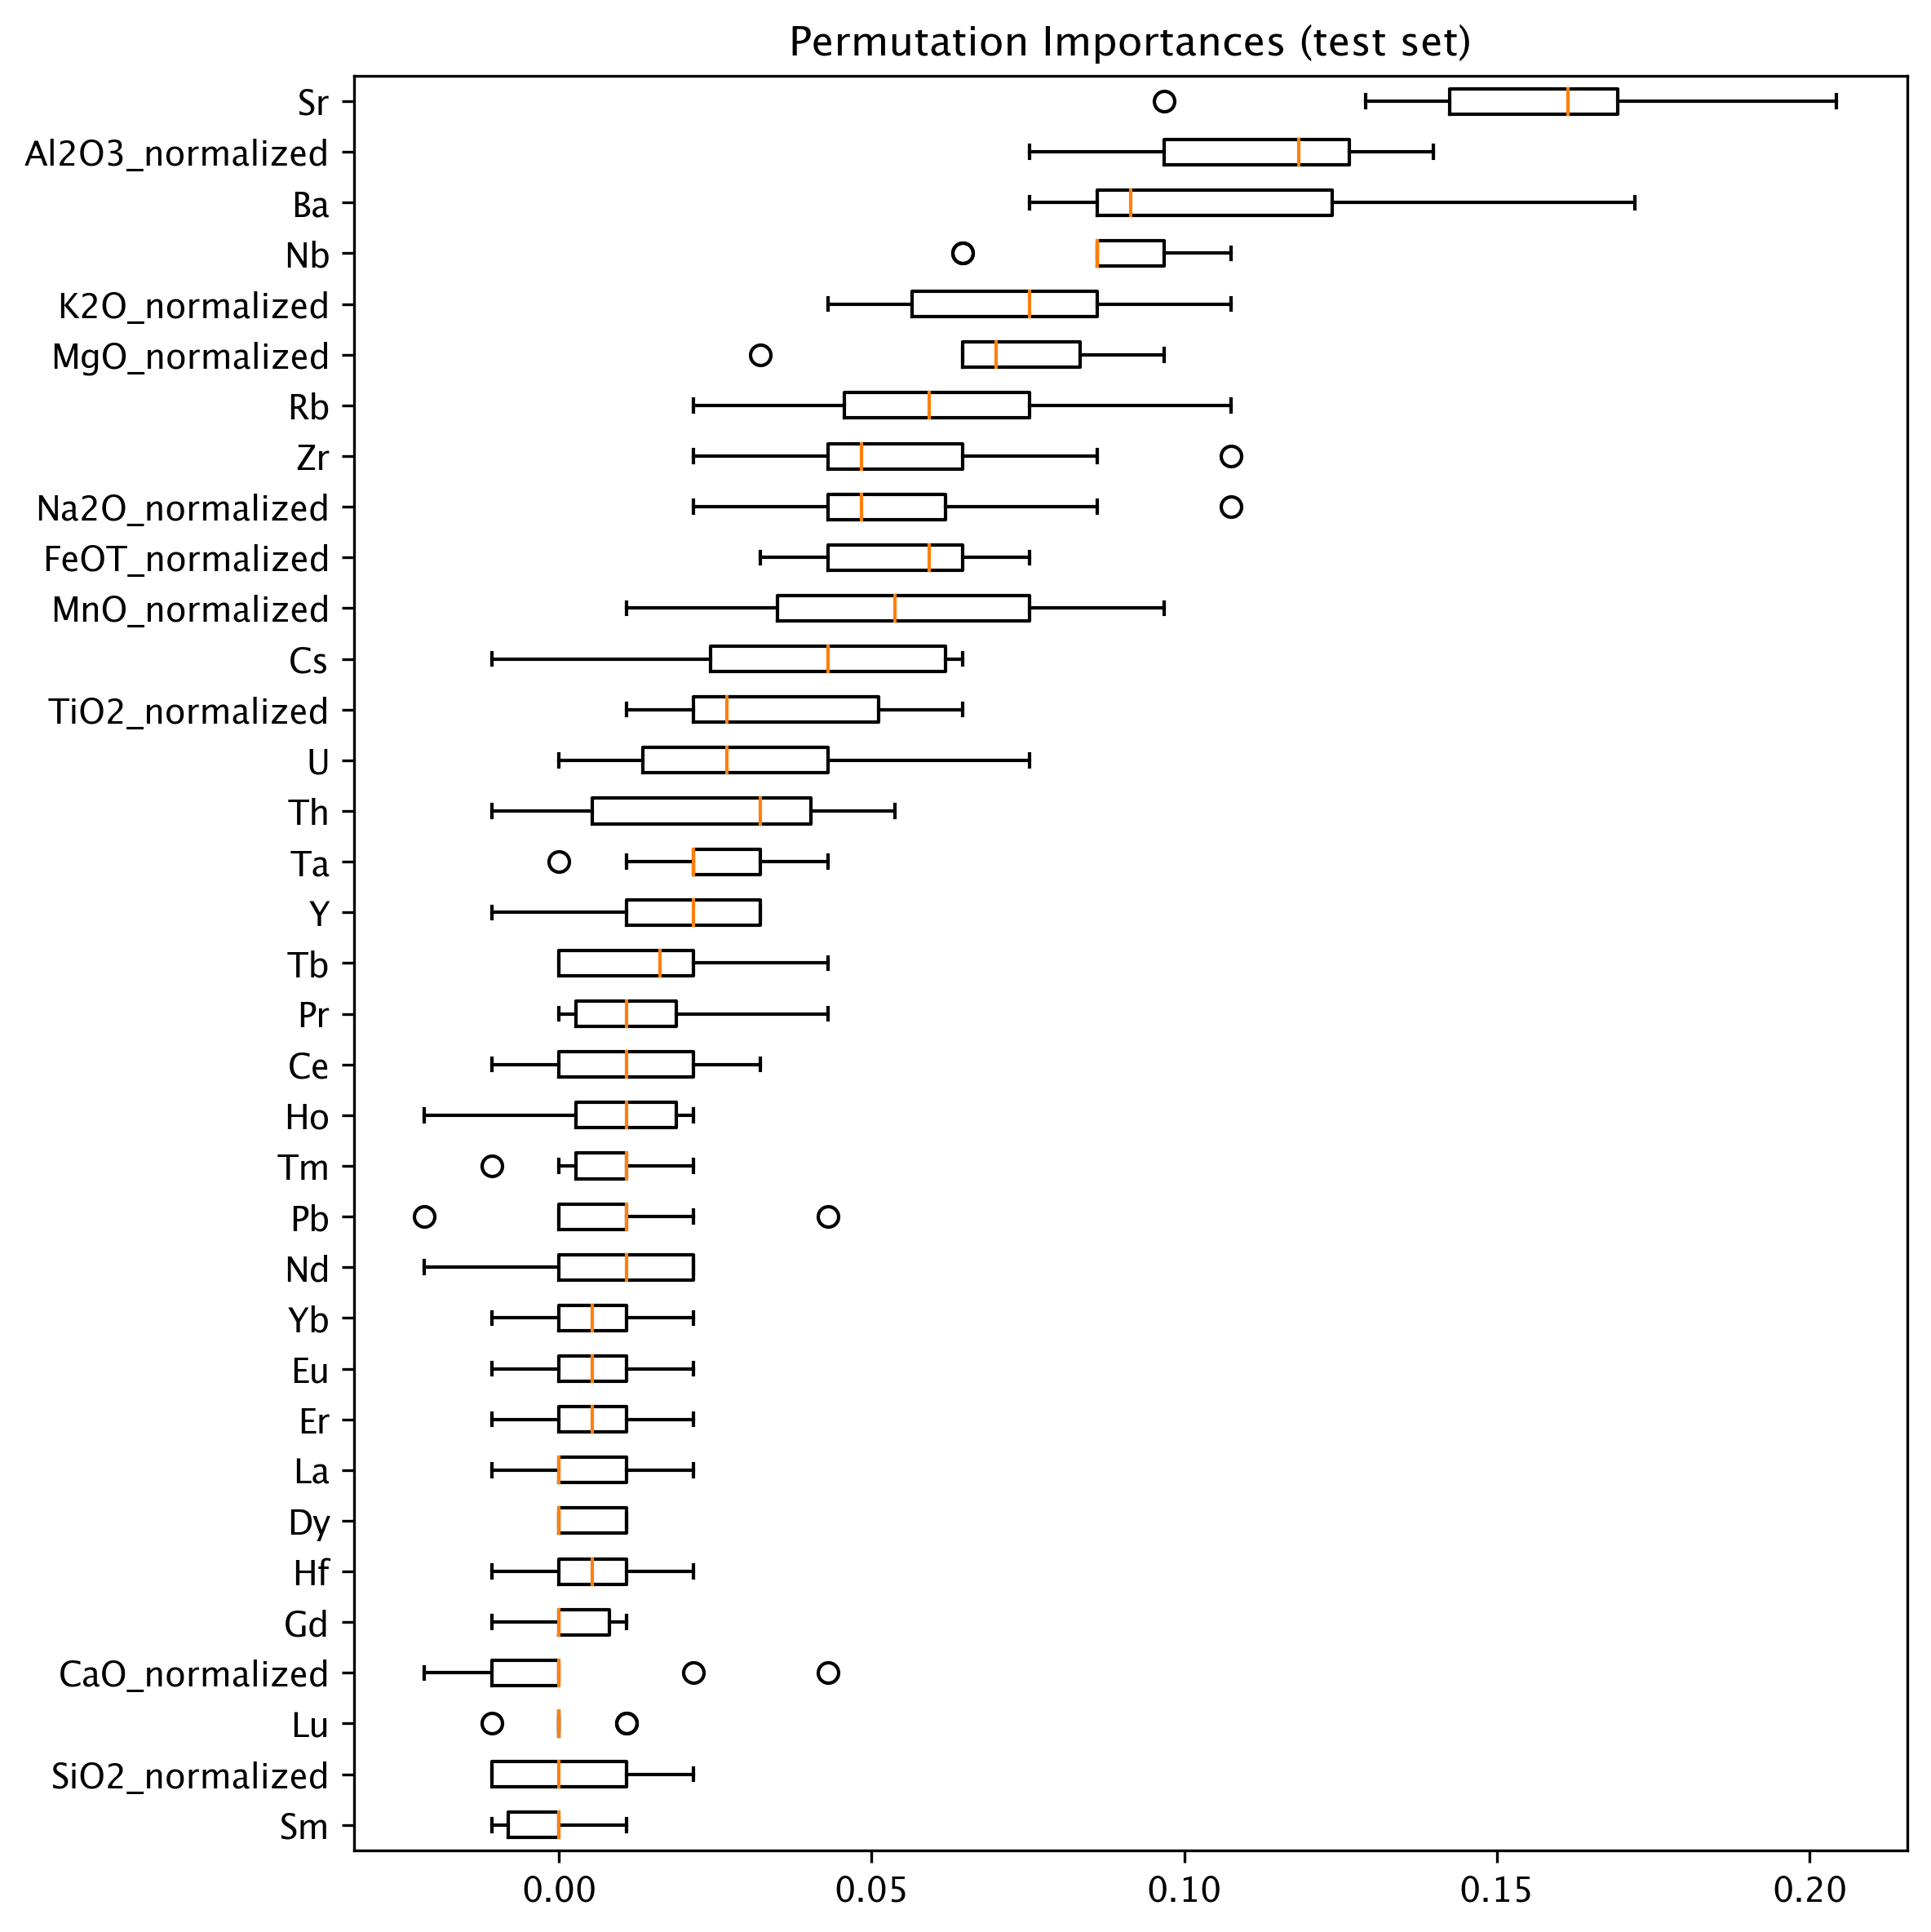 Permutation Importances (test set)
Sr
Al2O3_normalized
Ba
Nb
K2O_normalized
MgO_normalized
Rb
Zr
Na2O_normalized
FeOT_normalized
MnO_normalized
Cs
TiO2_normalized
U
Th
Ta
Y
Tb
Pr
Ce
Ho
Tm
Pb
Nd
Yb
Eu
Er
La
Dy
Hf
Gd
CaO_normalized
Lu
SiO2_normalized
Sm
0.00 0.05 0.10 0.15 0.20